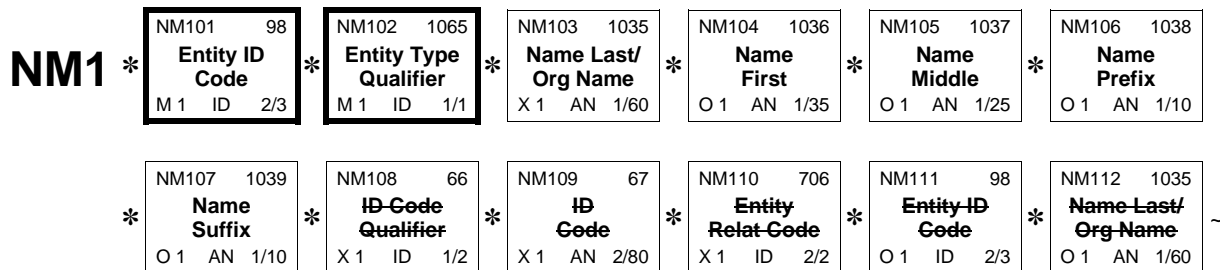 NM101 98 NM102 1065 NM103 1035 NM104 1036 NM105 1037 NM106 1038
NM1 * Entity ID Code * Entity Type Qualifier * Name Last/ Org Name * Name First * Name Middle * Name Prefix
M 1 ID 2/3 M 1 ID 1/1 X 1 AN 1/60 O 1 AN 1/35 O 1 AN 1/25 O 1 AN 1/10
NM107 1039 NM108 66 NM109 67 NM110 706 NM111 98 NM112 1035
* Name Suffix * ID Code Qualifier * ID Code * Entity Relat Code * Entity ID Code * Name Last/ Org Name ~
O 1 AN 1/10 X 1 ID 1/2 X 1 AN 2/80 X 1 ID 2/2 O 1 ID 2/3 O 1 AN 1/60